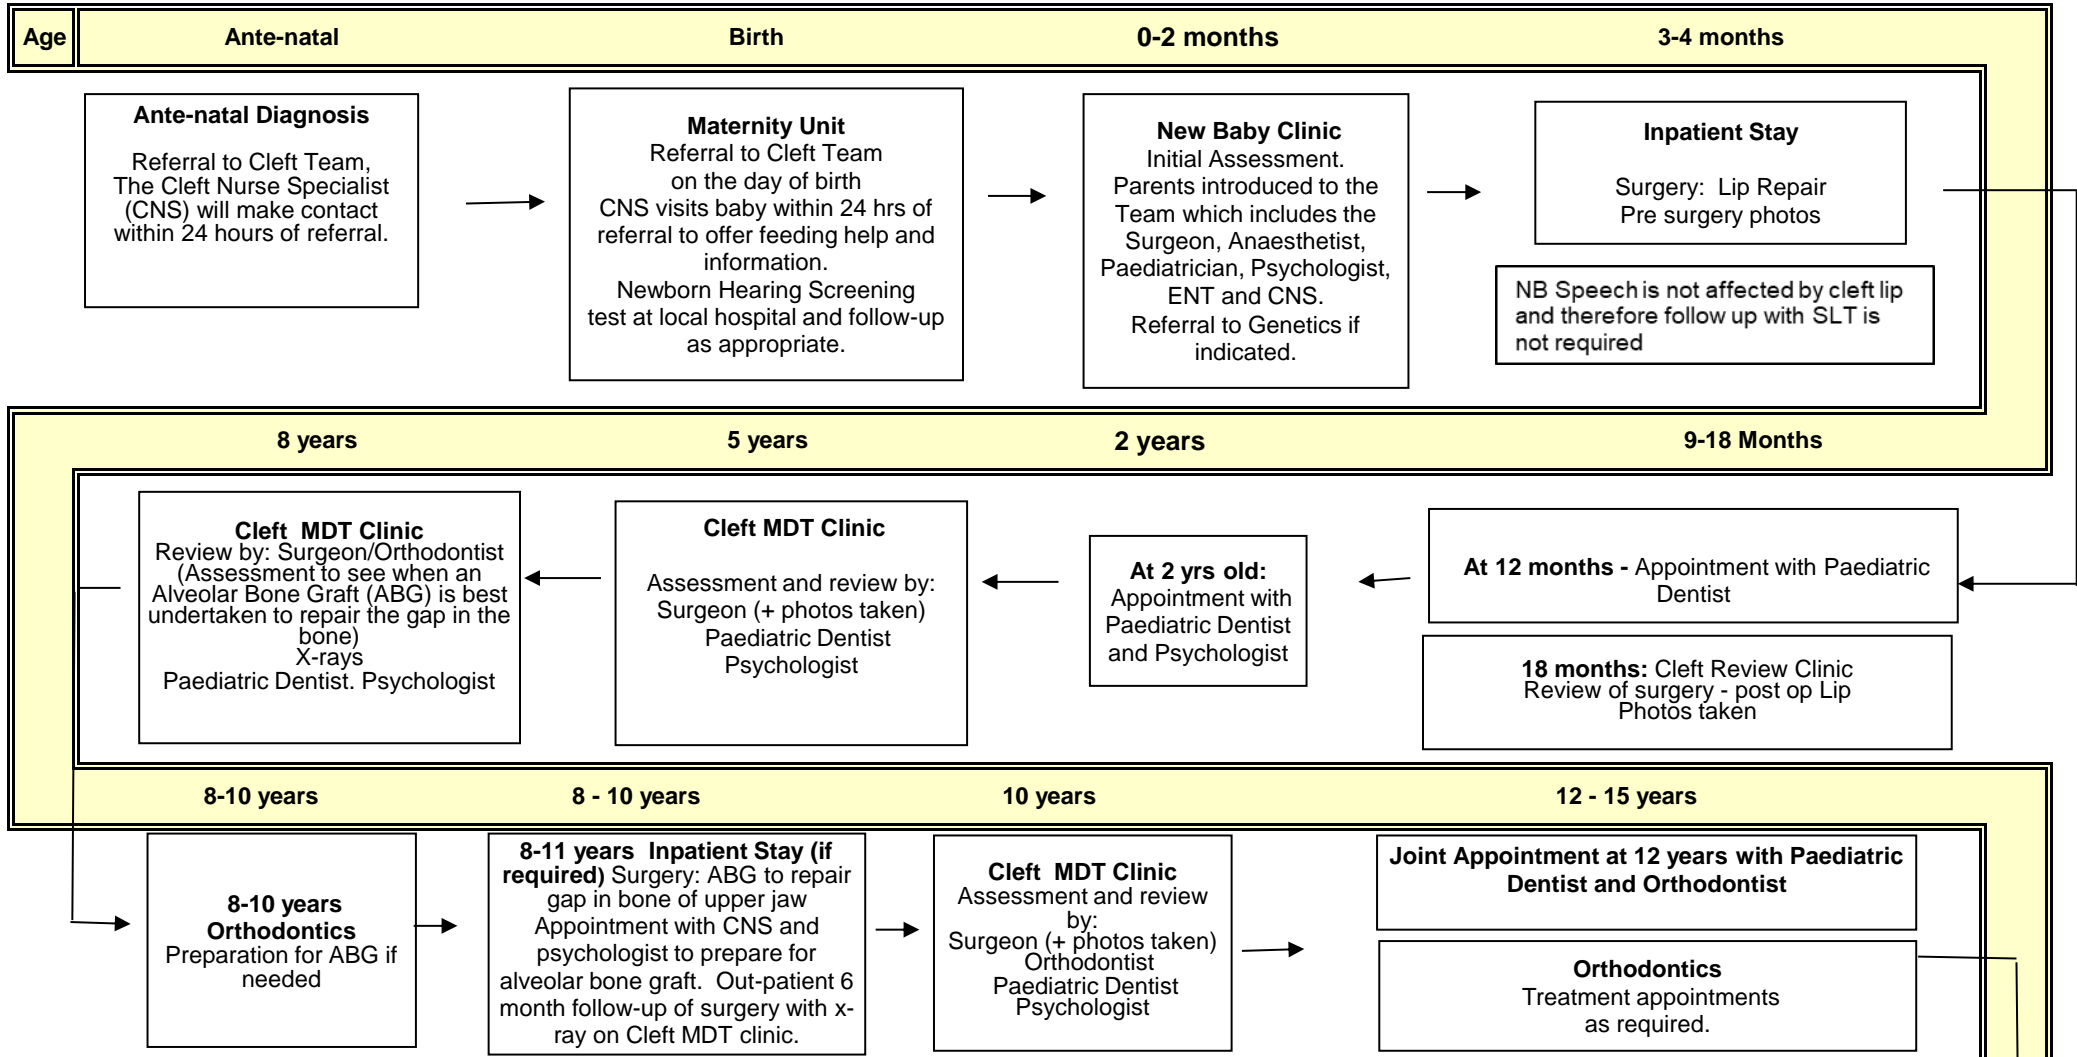 Age
Ante-natal
Birth
0-2 months
3-4 months
Ante-natal Diagnosis
Referral to Cleft Team,
The Cleft Nurse Specialist
(CNS) will make contact
within 24 hours of referral.
Maternity Unit
Referral to Cleft Team
on the day of birth
CNS visits baby within 24 hrs of
referral to offer feeding help and
information.
Newborn Hearing Screening
test at local hospital and follow-up
as appropriate.
New Baby Clinic
Initial Assessment.
Parents introduced to the
Team which includes the
Surgeon, Anaesthetist,
Paediatrician, Psychologist,
ENT and CNS.
Referral to Genetics if
indicated.
Inpatient Stay
Surgery: Lip Repair
Pre surgery photos
NB Speech is not affected by cleft lip
and therefore follow up with SLT is
not required
8 years
5 years
2 years
9-18 Months
Cleft MDT Clinic
Review by: Surgeon/Orthodontist
(Assessment to see when an
Alveolar Bone Graft (ABG) is best
undertaken to repair the gap in the
bone)
X-rays
Paediatric Dentist. Psychologist
Cleft MDT Clinic
Assessment and review by:
Surgeon (+ photos taken)
Paediatric Dentist
Psychologist
At 2 yrs old:
Appointment with
Paediatric Dentist
and Psychologist
At 12 months - Appointment with Paediatric
Dentist
18 months: Cleft Review Clinic
Review of surgery - post op Lip
Photos taken
8-10 years
8 - 10 years
10 years
12 - 15 years
8-10 years
Orthodontics
Preparation for ABG if
needed
8-11 years Inpatient Stay (if
required) Surgery: ABG to repair
gap in bone of upper jaw
Appointment with CNS and
psychologist to prepare for
alveolar bone graft. Out-patient 6
month follow-up of surgery with x-
ray on Cleft MDT clinic.
Cleft MDT Clinic
Assessment and review
by:
Surgeon (+ photos taken)
Orthodontist
Paediatric Dentist
Psychologist
Joint Appointment at 12 years with Paediatric
Dentist and Orthodontist
Orthodontics
Treatment appointments
as required.